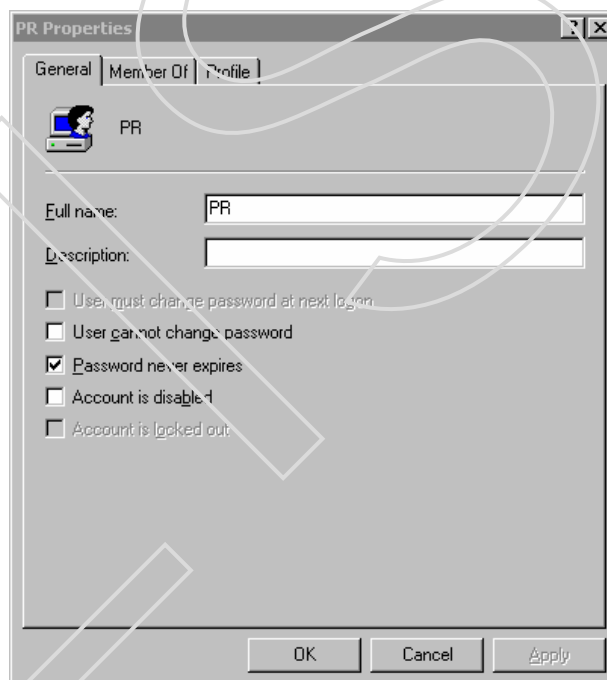 PR Properties
General Member Of Profile
PR
Full name: PR
Description:
User must change password at next logon
User cannot change password
Password never expires
Account is disabled
Account is locked out
OK Cancel Apply